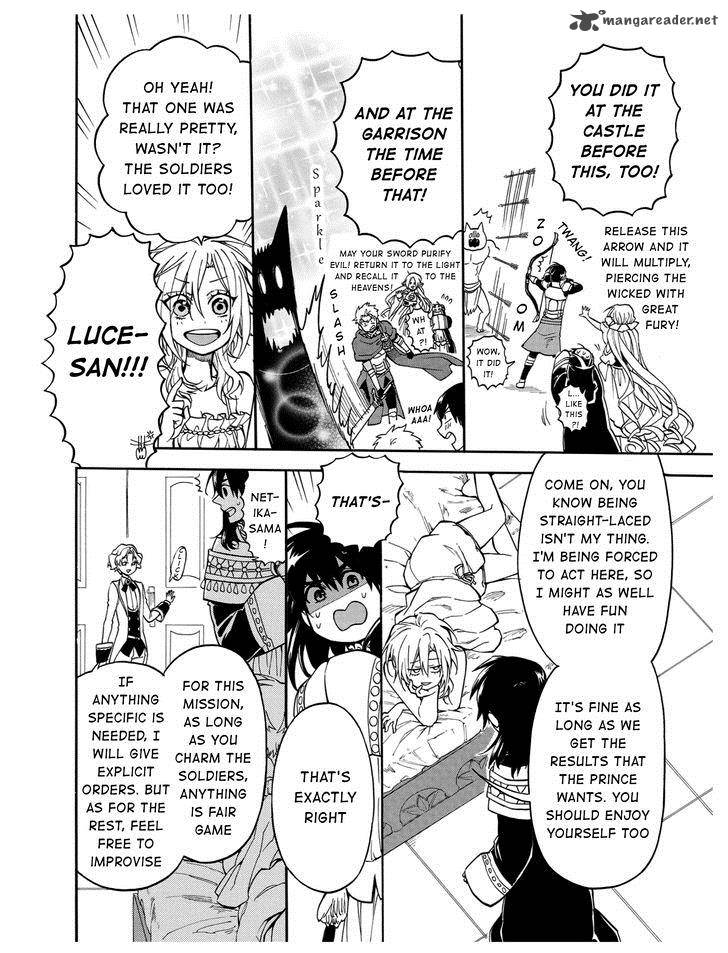 mangareader.net
YOU DID IT
AT THE
CASTLE
BEFORE
THIS, TOO!
RELEASE THIS
ARROW AND IT
WILL MULTIPLY,
PIERCING THE
WICKED WITH
GREAT
FURY!
TWANG!
ZOOM
WOW,
IT DID
IT!
L...
LIKE
THIS
?!
AND AT THE
GARRISON
THE TIME
BEFORE
THAT!
MAY YOUR SWORD PURIFY
EVIL! RETURN IT TO THE LIGHT
AND RECALL IT TO THE
HEAVENS!
WH
AT
?!
SLASH
WHOA
AAA!
Sparkle
OH YEAH!
THAT ONE WAS
REALLY PRETTY,
WASN'T IT?
THE SOLDIERS
LOVED IT TOO!
LUCE-
SAN!!!
COME ON, YOU
KNOW BEING
STRAIGHT-LACED
ISN'T MY THING.
I'M BEING FORCED
TO ACT HERE, SO
I MIGHT AS WELL
HAVE FUN
DOING IT
IT'S FINE AS
LONG AS WE
GET THE
RESULTS THAT
THE PRINCE
WANTS. YOU
SHOULD ENJOY
YOURSELF TOO
THAT'S-
THAT'S
EXACTLY
RIGHT
NET-
IKA-
SAMA
!
FOR THIS
MISSION,
AS LONG
AS YOU
CHARM THE
SOLDIERS,
ANYTHING
IS FAIR
GAME
IF
ANYTHING
SPECIFIC IS
NEEDED, I
WILL GIVE
EXPLICIT
ORDERS. BUT
AS FOR THE
REST, FEEL
FREE TO
IMPROVISE